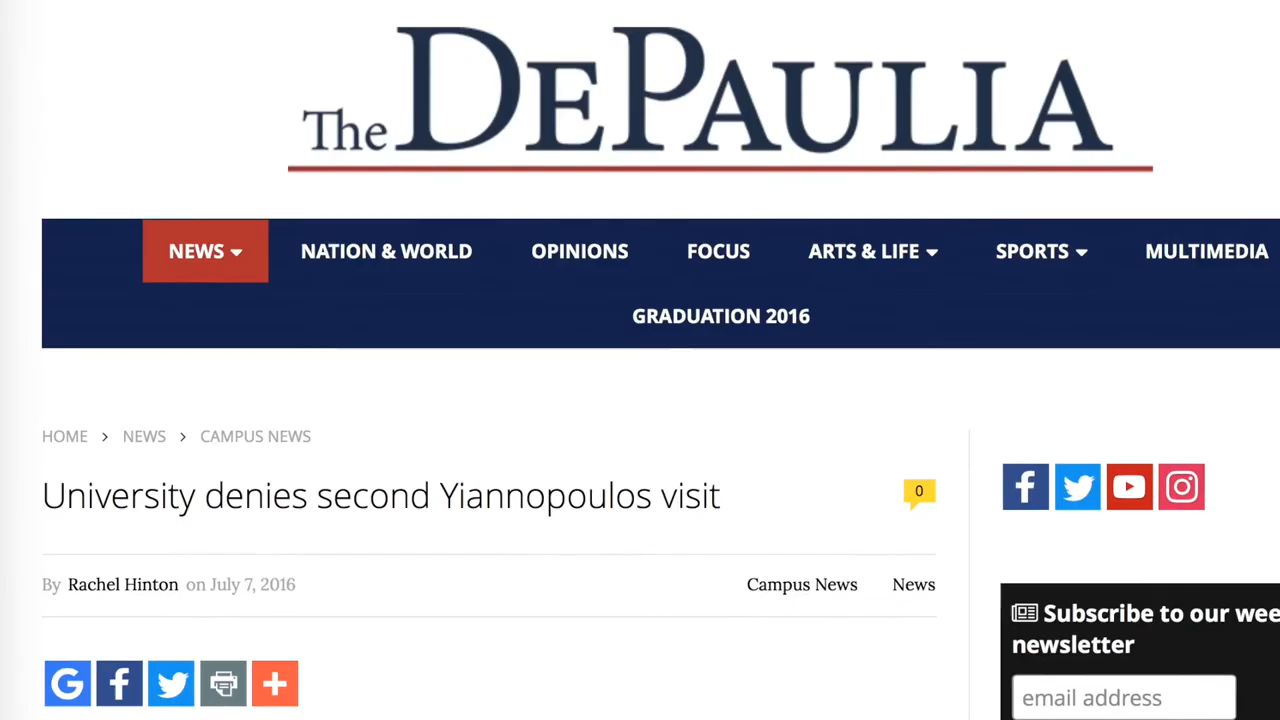 The DEPAULIA
NEWS
NATION & WORLD
OPINIONS
FOCUS
ARTS & LIFE
SPORTS
MULTIMEDIA
GRADUATION 2016
HOME > NEWS > CAMPUS NEWS
University denies second Yiannopoulos visit
0
By Rachel Hinton on July 7, 2016
Campus News
News
Subscribe to our wee
newsletter
email address